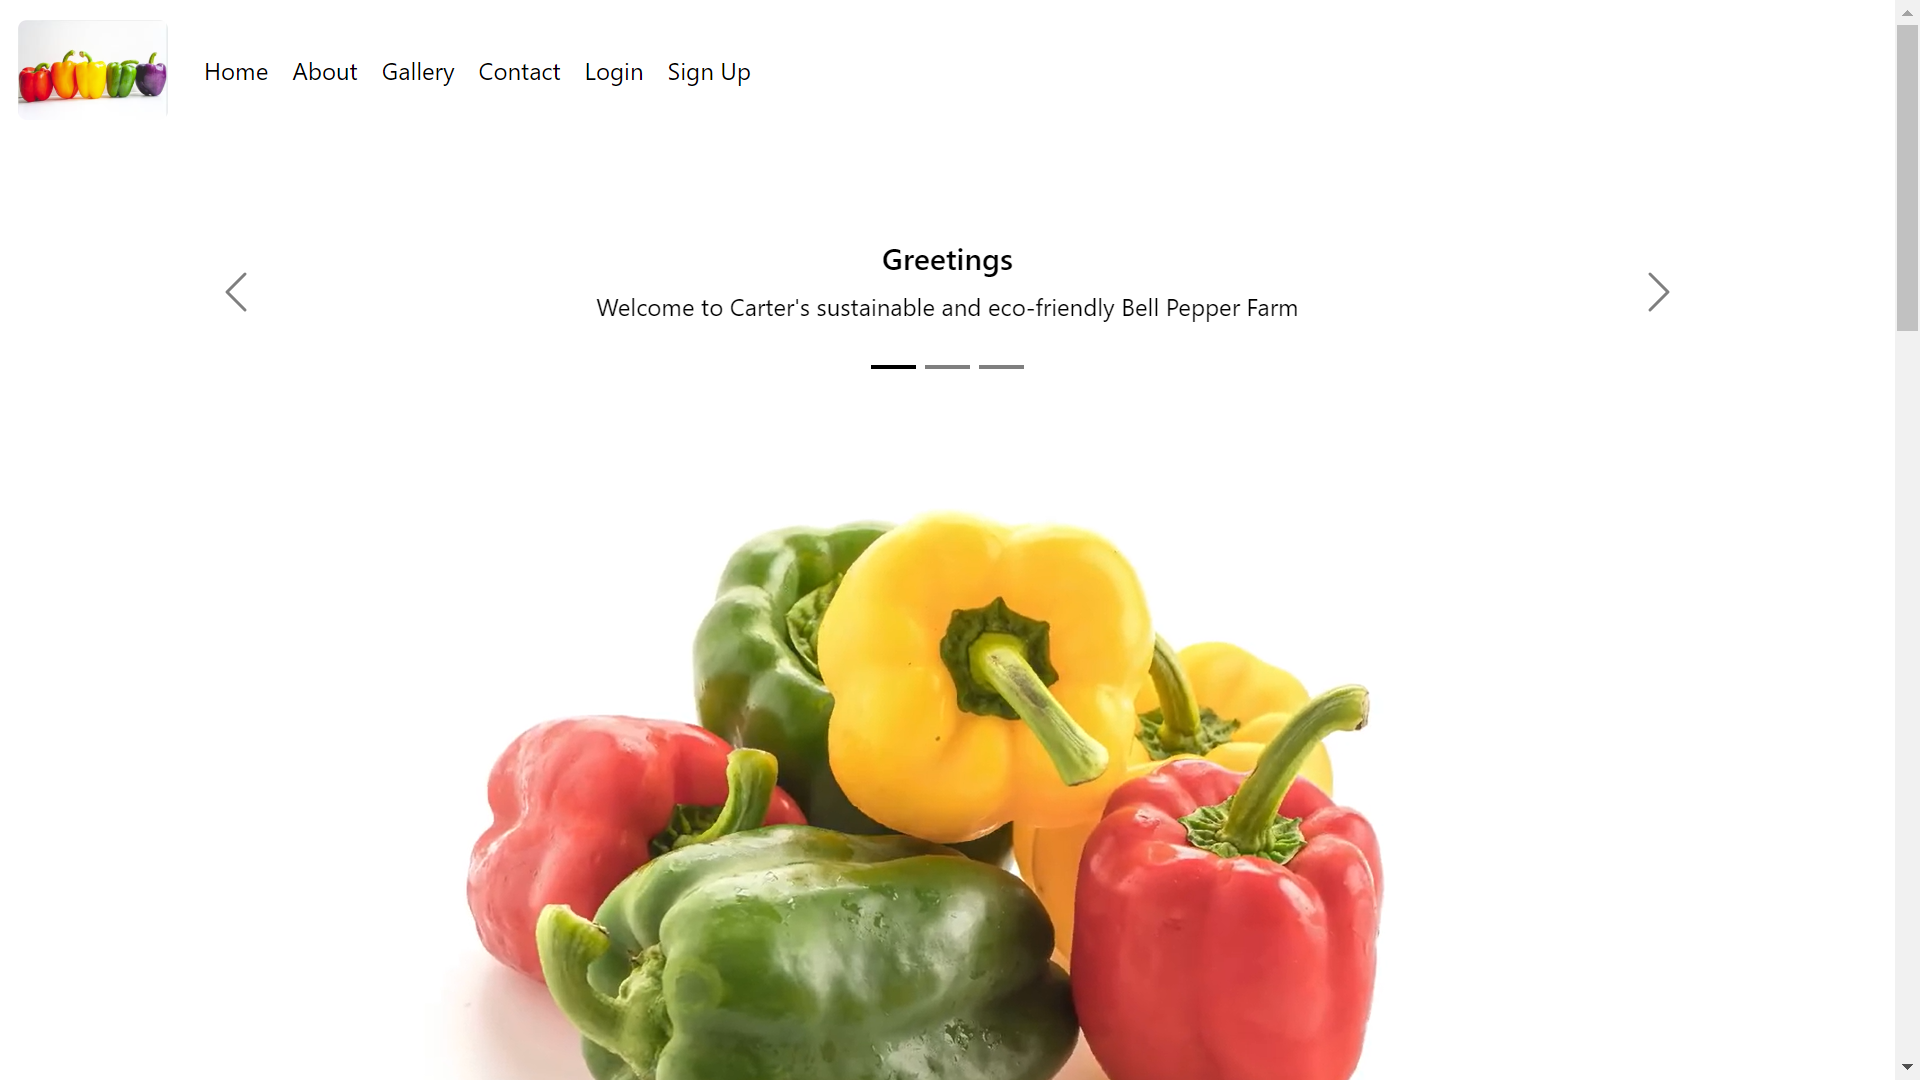 Home About Gallery Contact Login Sign Up
Greetings
Welcome to Carter's sustainable and eco-friendly Bell Pepper Farm